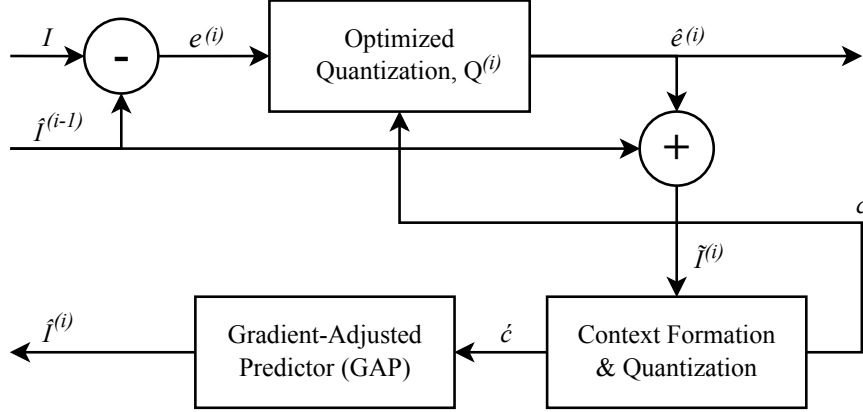 I
-
e(i)
Optimized
Quantization, Q(i)
ê(i)
Î(i-1)
+
c
Ĩ(i)
Î(i)
Gradient-Adjusted
Predictor (GAP)
ć
Context Formation
& Quantization